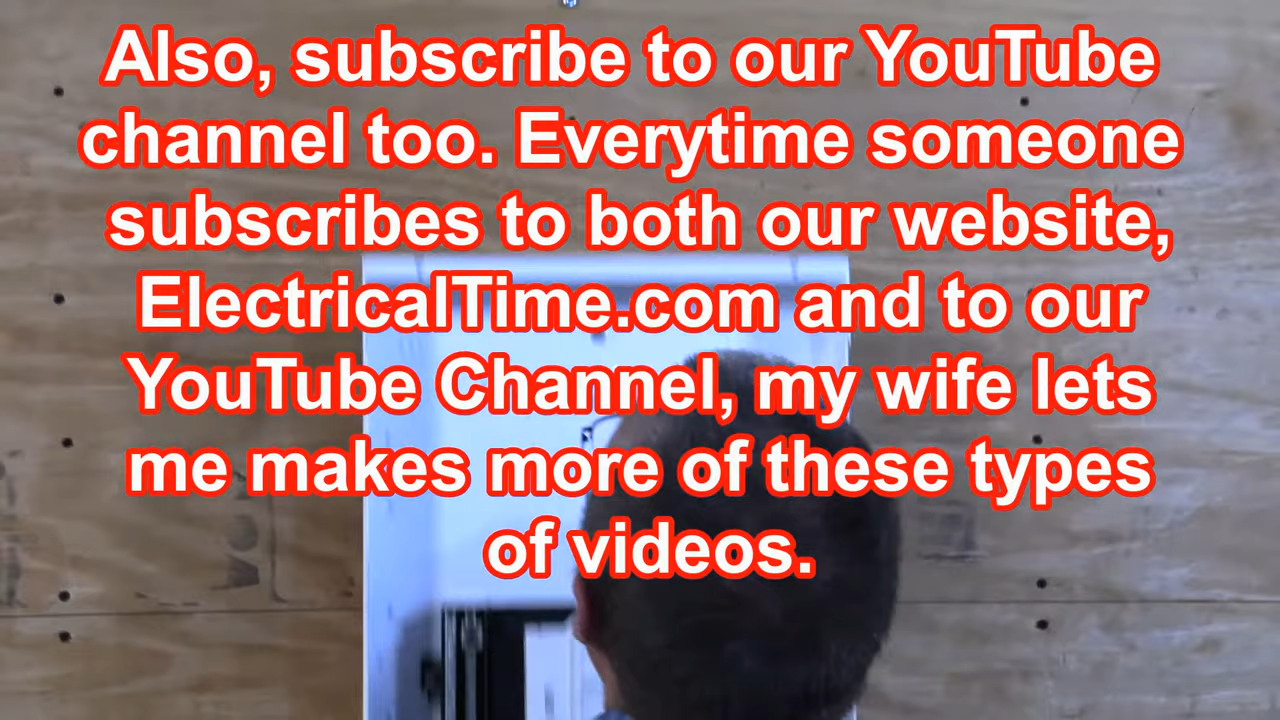 Also, subscribe to our YouTube
channel too. Everytime someone
subscribes to both our website,
ElectricalTime.com and to our
YouTube Channel, my wife lets
me makes more of these types
of videos.